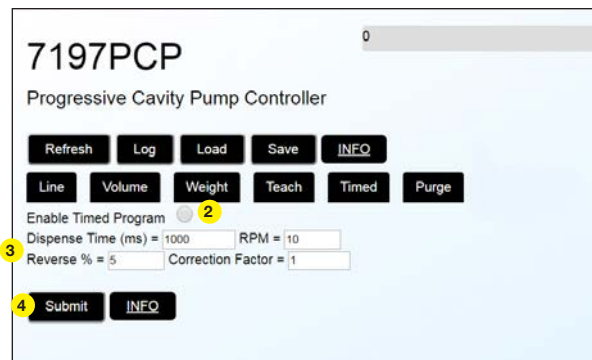 0
7197PCP
Progressive Cavity Pump Controller
Refresh Log Load Save INFO
Line Volume Weight Teach Timed Purge
Enable Timed Program 2
Dispense Time (ms) = 1000 RPM = 10
3
Reverse % = 5 Correction Factor = 1
4 Submit INFO